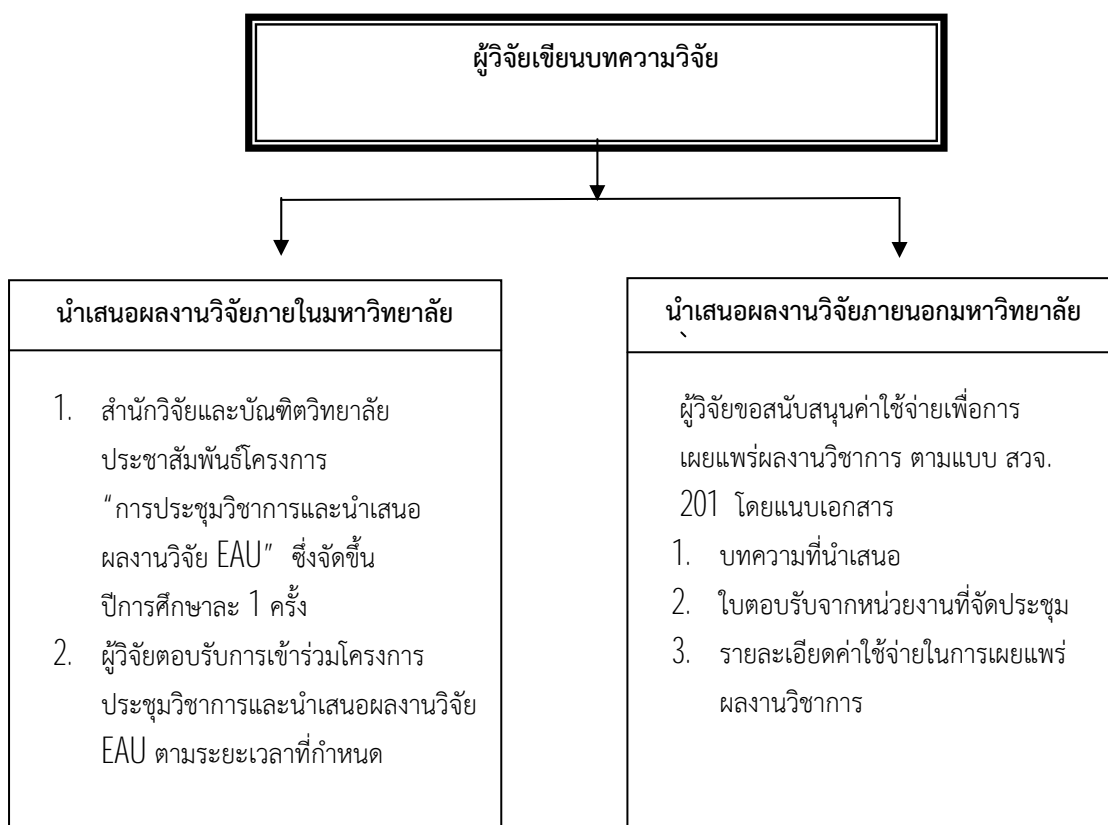 ผู้วิจัยเขียนบทความวิจัย
นำเสนอผลงานวิจัยภายในมหาวิทยาลัย
1. สำนักวิจัยและบัณฑิตวิทยาลัย
ประชาสัมพันธ์โครงการ
"การประชุมวิชาการและนำเสนอ
ผลงานวิจัย EAU" ซึ่งจัดขึ้น
ปีการศึกษาละ 1 ครั้ง
2. ผู้วิจัยตอบรับการเข้าร่วมโครงการ
ประชุมวิชาการและนำเสนอผลงานวิจัย
EAU ตามระยะเวลาที่กำหนด
นำเสนอผลงานวิจัยภายนอกมหาวิทยาลัย
`
ผู้วิจัยขอสนับสนุนค่าใช้จ่ายเพื่อการ
เผยแพร่ผลงานวิชาการ ตามแบบ สวจ.
201 โดยแนบเอกสาร
1. บทความที่นำเสนอ
2. ใบตอบรับจากหน่วยงานที่จัดประชุม
3. รายละเอียดค่าใช้จ่ายในการเผยแพร่
ผลงานวิชาการ